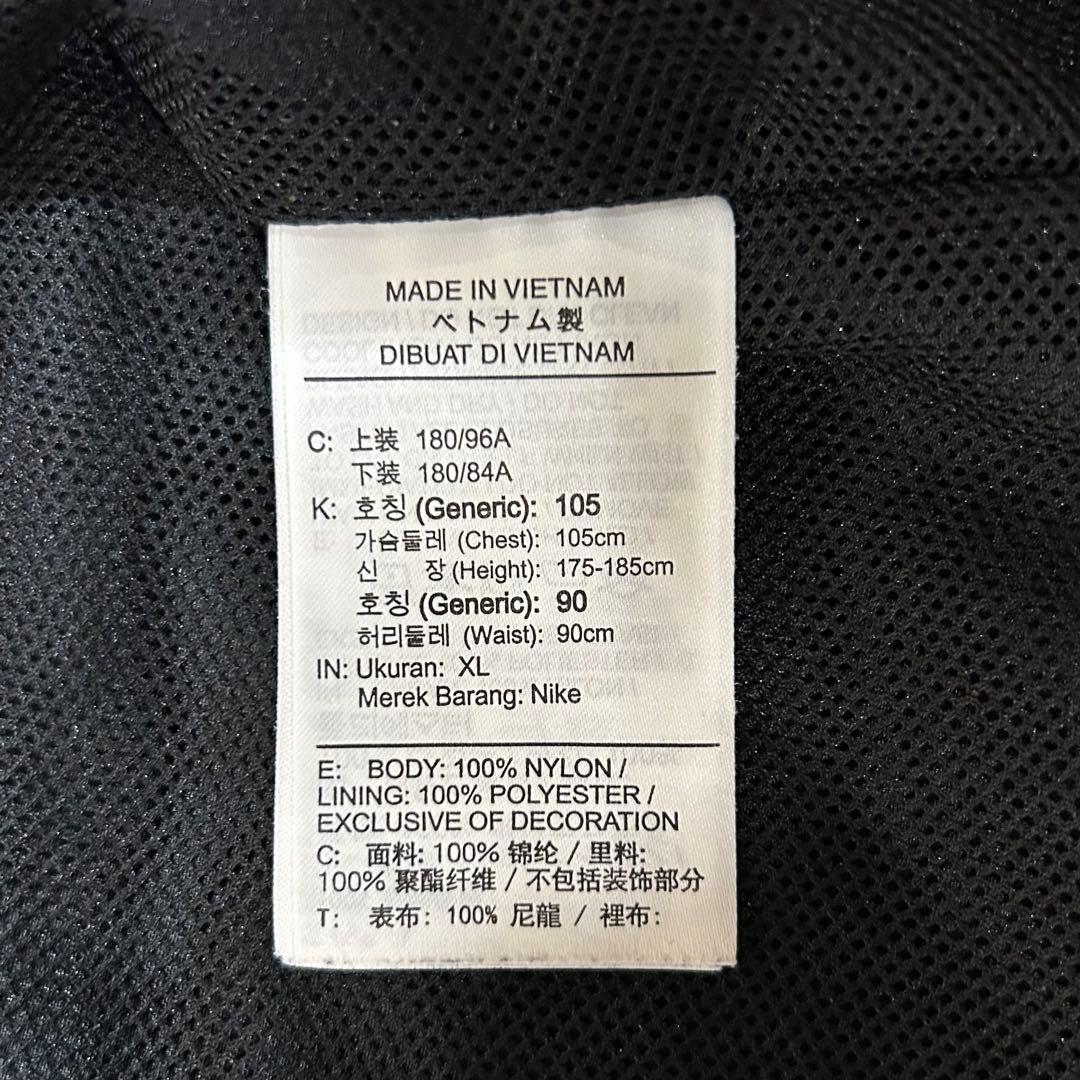 MADE IN VIETNAM
ベトナム製
DIBUAT DI VIETNAM
C: 上装 180/96A
下装 180/84A
K: 호칭 (Generic): 105
가슴둘레 (Chest): 105cm
신 장 (Height): 175-185cm
호칭 (Generic): 90
허리둘레 (Waist): 90cm
IN: Ukuran: XL
Merek Barang: Nike
E: BODY: 100% NYLON /
LINING: 100% POLYESTER /
EXCLUSIVE OF DECORATION
C: 面料: 100% 锦纶 / 里料:
100% 聚酯纤维 / 不包括装饰部分
T: 表布: 100% 尼龍 / 裡布: